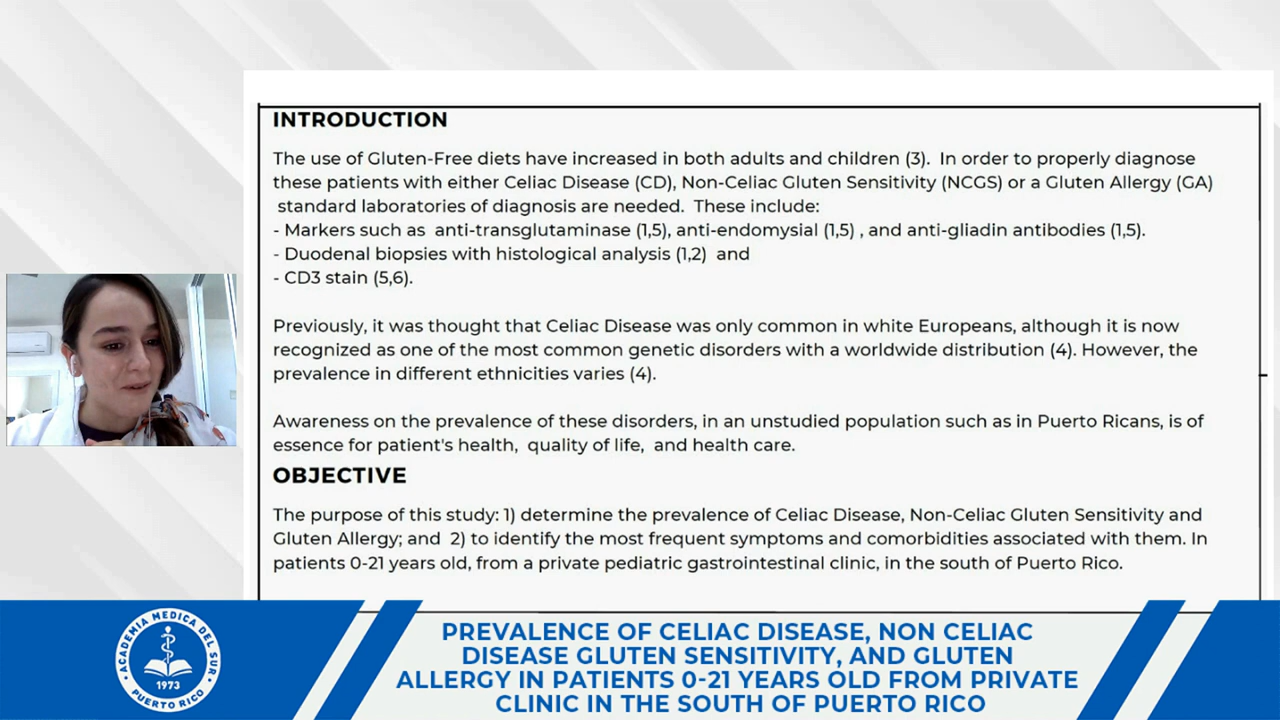 INTRODUCTION
The use of Gluten-Free diets have increased in both adults and children (3). In order to properly diagnose
these patients with either Celiac Disease (CD), Non-Celiac Gluten Sensitivity (NCGS) or a Gluten Allergy (GA)
standard laboratories of diagnosis are needed. These include:
- Markers such as anti-transglutaminase (1,5), anti-endomysial (1,5) , and anti-gliadin antibodies (1,5).
- Duodenal biopsies with histological analysis (1,2) and
- CD3 stain (5,6).
Previously, it was thought that Celiac Disease was only common in white Europeans, although it is now
recognized as one of the most common genetic disorders with a worldwide distribution (4). However, the
prevalence in different ethnicities varies (4).
Awareness on the prevalence of these disorders, in an unstudied population such as in Puerto Ricans, is of
essence for patient's health, quality of life, and health care.
OBJECTIVE
The purpose of this study: 1) determine the prevalence of Celiac Disease, Non-Celiac Gluten Sensitivity and
Gluten Allergy; and 2) to identify the most frequent symptoms and comorbidities associated with them. In
patients 0-21 years old, from a private pediatric gastrointestinal clinic, in the south of Puerto Rico.
ACADEMIA MEDICA DEL SUR
1973
PUERTO RICO
PREVALENCE OF CELIAC DISEASE, NON CELIAC
DISEASE GLUTEN SENSITIVITY, AND GLUTEN
ALLERGY IN PATIENTS 0-21 YEARS OLD FROM PRIVATE
CLINIC IN THE SOUTH OF PUERTO RICO